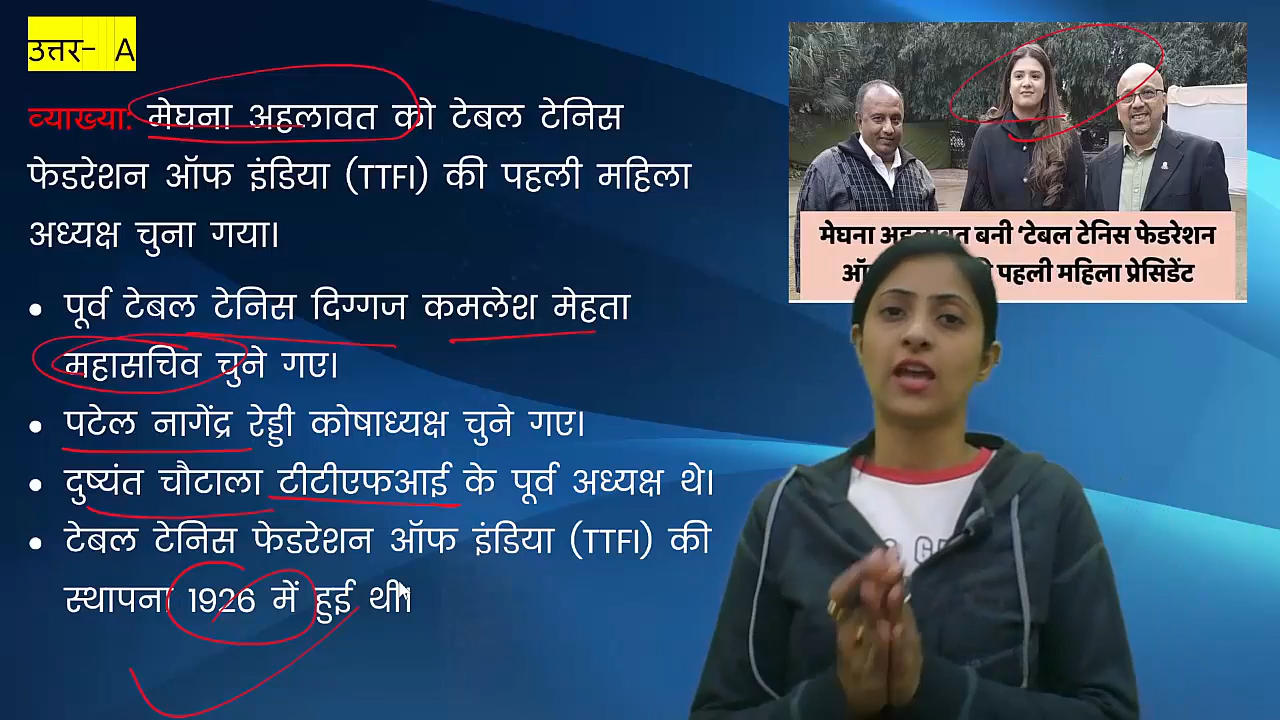 उत्तर- A
व्याख्या: मेघना अहलावत को टेबल टेनिस
फेडरेशन ऑफ इंडिया (TTFI) की पहली महिला
अध्यक्ष चुना गया।
• पूर्व टेबल टेनिस दिग्गज कमलेश मेहता
महासचिव चुने गए।
• पटेल नागेंद्र रेड्डी कोषाध्यक्ष चुने गए।
• दुष्यंत चौटाला टीटीएफआई के पूर्व अध्यक्ष थे।
• टेबल टेनिस फेडरेशन ऑफ इंडिया (TTFI) की
स्थापना 1926 में हुई थी।
मेघना अहलावत बनी ‘टेबल टेनिस फेडरेशन
पहली महिला प्रेसिडेंट